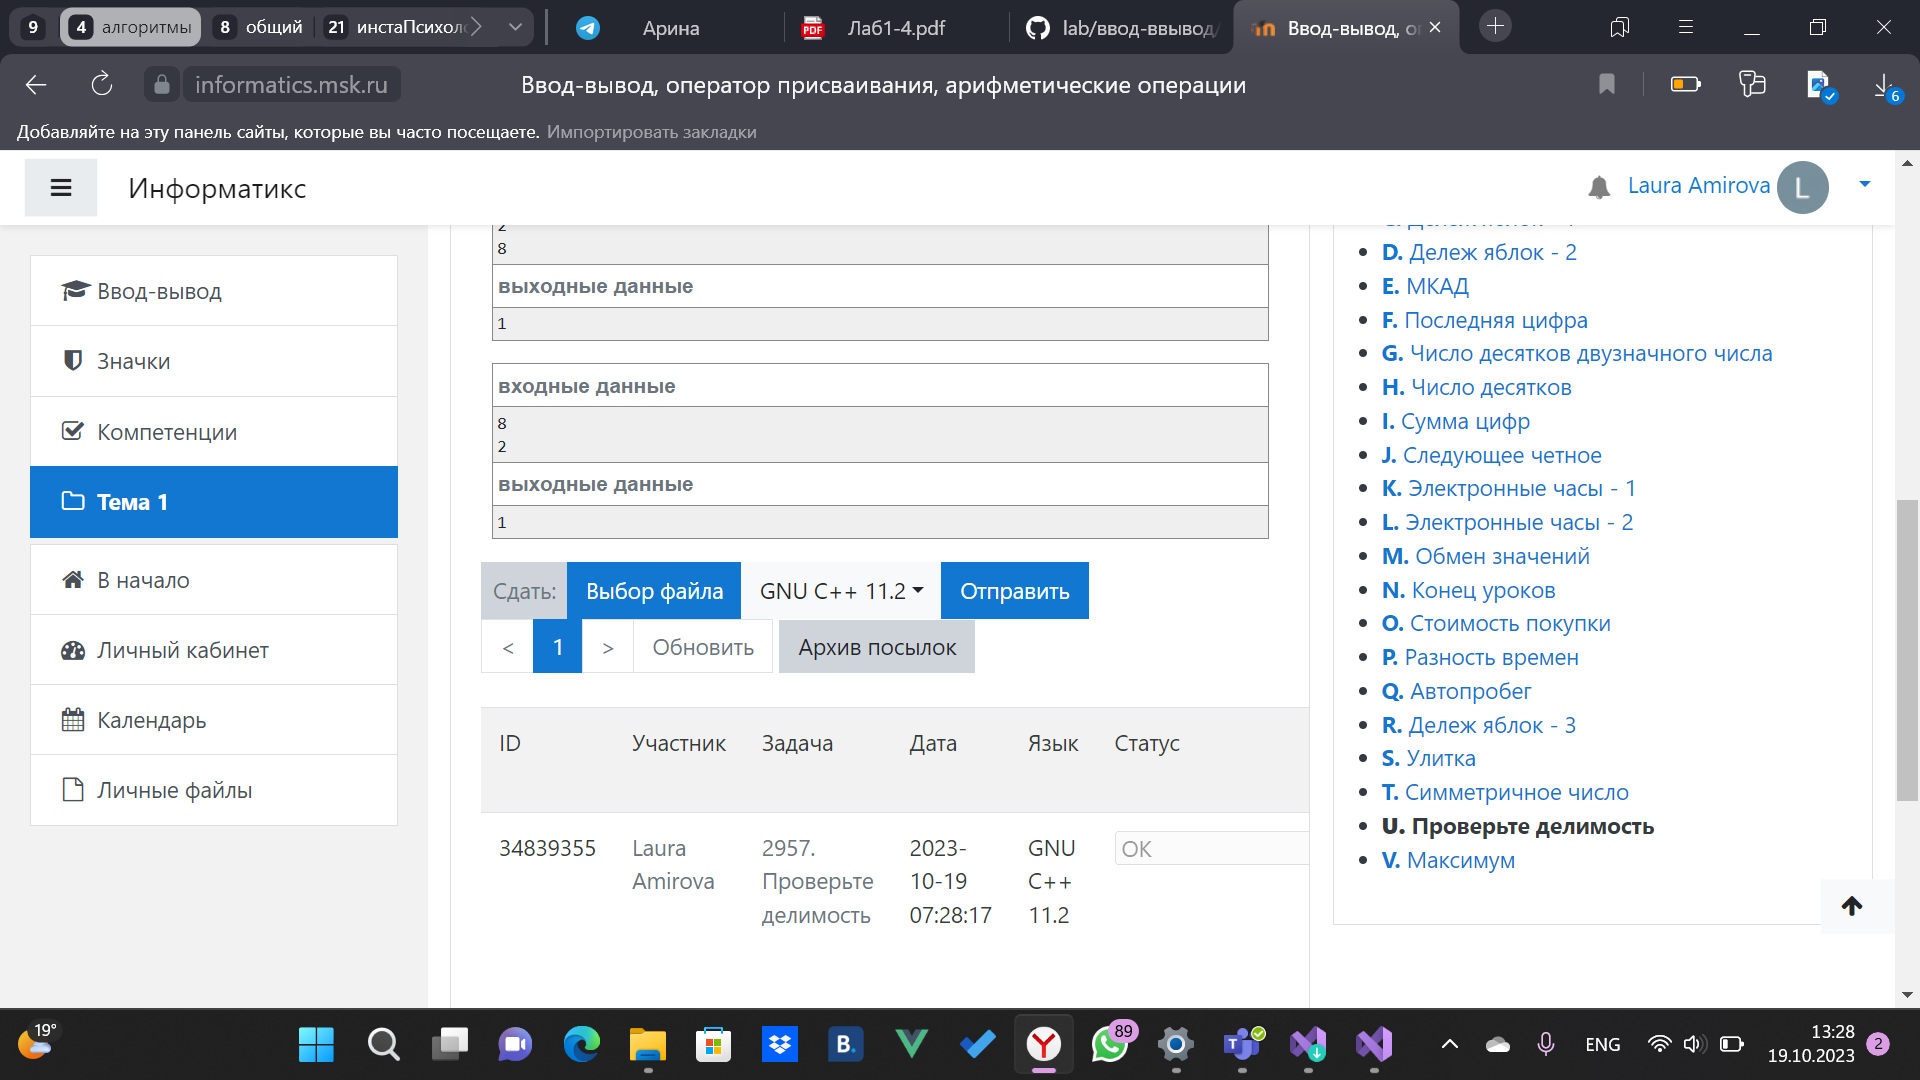 9
4 алгоритмы
8 общий
21 инстаПсихол
Арина
Лаб1-4.pdf
lab/ввод-ввывод/
Ввод-вывод, о
informatics.msk.ru
Ввод-вывод, оператор присваивания, арифметические операции
6
Добавляйте на эту панель сайты, которые вы часто посещаете. Импортировать закладки
Информатикс
Laura Amirova
L
Ввод-вывод
Значки
Компетенции
Тема 1
В начало
Личный кабинет
Календарь
Личные файлы
2
8
выходные данные
1
входные данные
8
2
выходные данные
1
Сдать: Выбор файла GNU C++ 11.2 Отправить
< 1 > Обновить Архив посылок
ID Участник Задача Дата Язык Статус
34839355 Laura Amirova 2957. Проверьте делимость 2023-10-19 07:28:17 GNU C++ 11.2 OK
D. Дележ яблок - 2
E. МКАД
F. Последняя цифра
G. Число десятков двузначного числа
H. Число десятков
I. Сумма цифр
J. Следующее четное
K. Электронные часы - 1
L. Электронные часы - 2
M. Обмен значений
N. Конец уроков
O. Стоимость покупки
P. Разность времен
Q. Автопробег
R. Дележ яблок - 3
S. Улитка
T. Симметричное число
U. Проверьте делимость
V. Максимум
19°
B.
89
ENG
13:28
19.10.2023
2